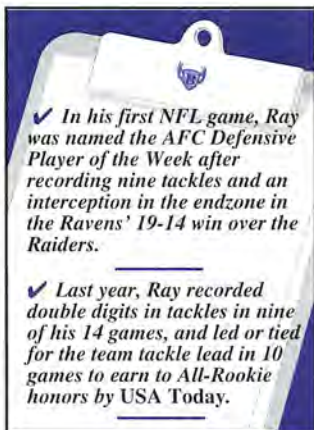 B
✔ In his first NFL game, Ray
was named the AFC Defensive
Player of the Week after
recording nine tackles and an
interception in the endzone in
the Ravens' 19-14 win over the
Raiders.
✔ Last year, Ray recorded
double digits in tackles in nine
of his 14 games, and led or tied
for the team tackle lead in 10
games to earn to All-Rookie
honors by USA Today.